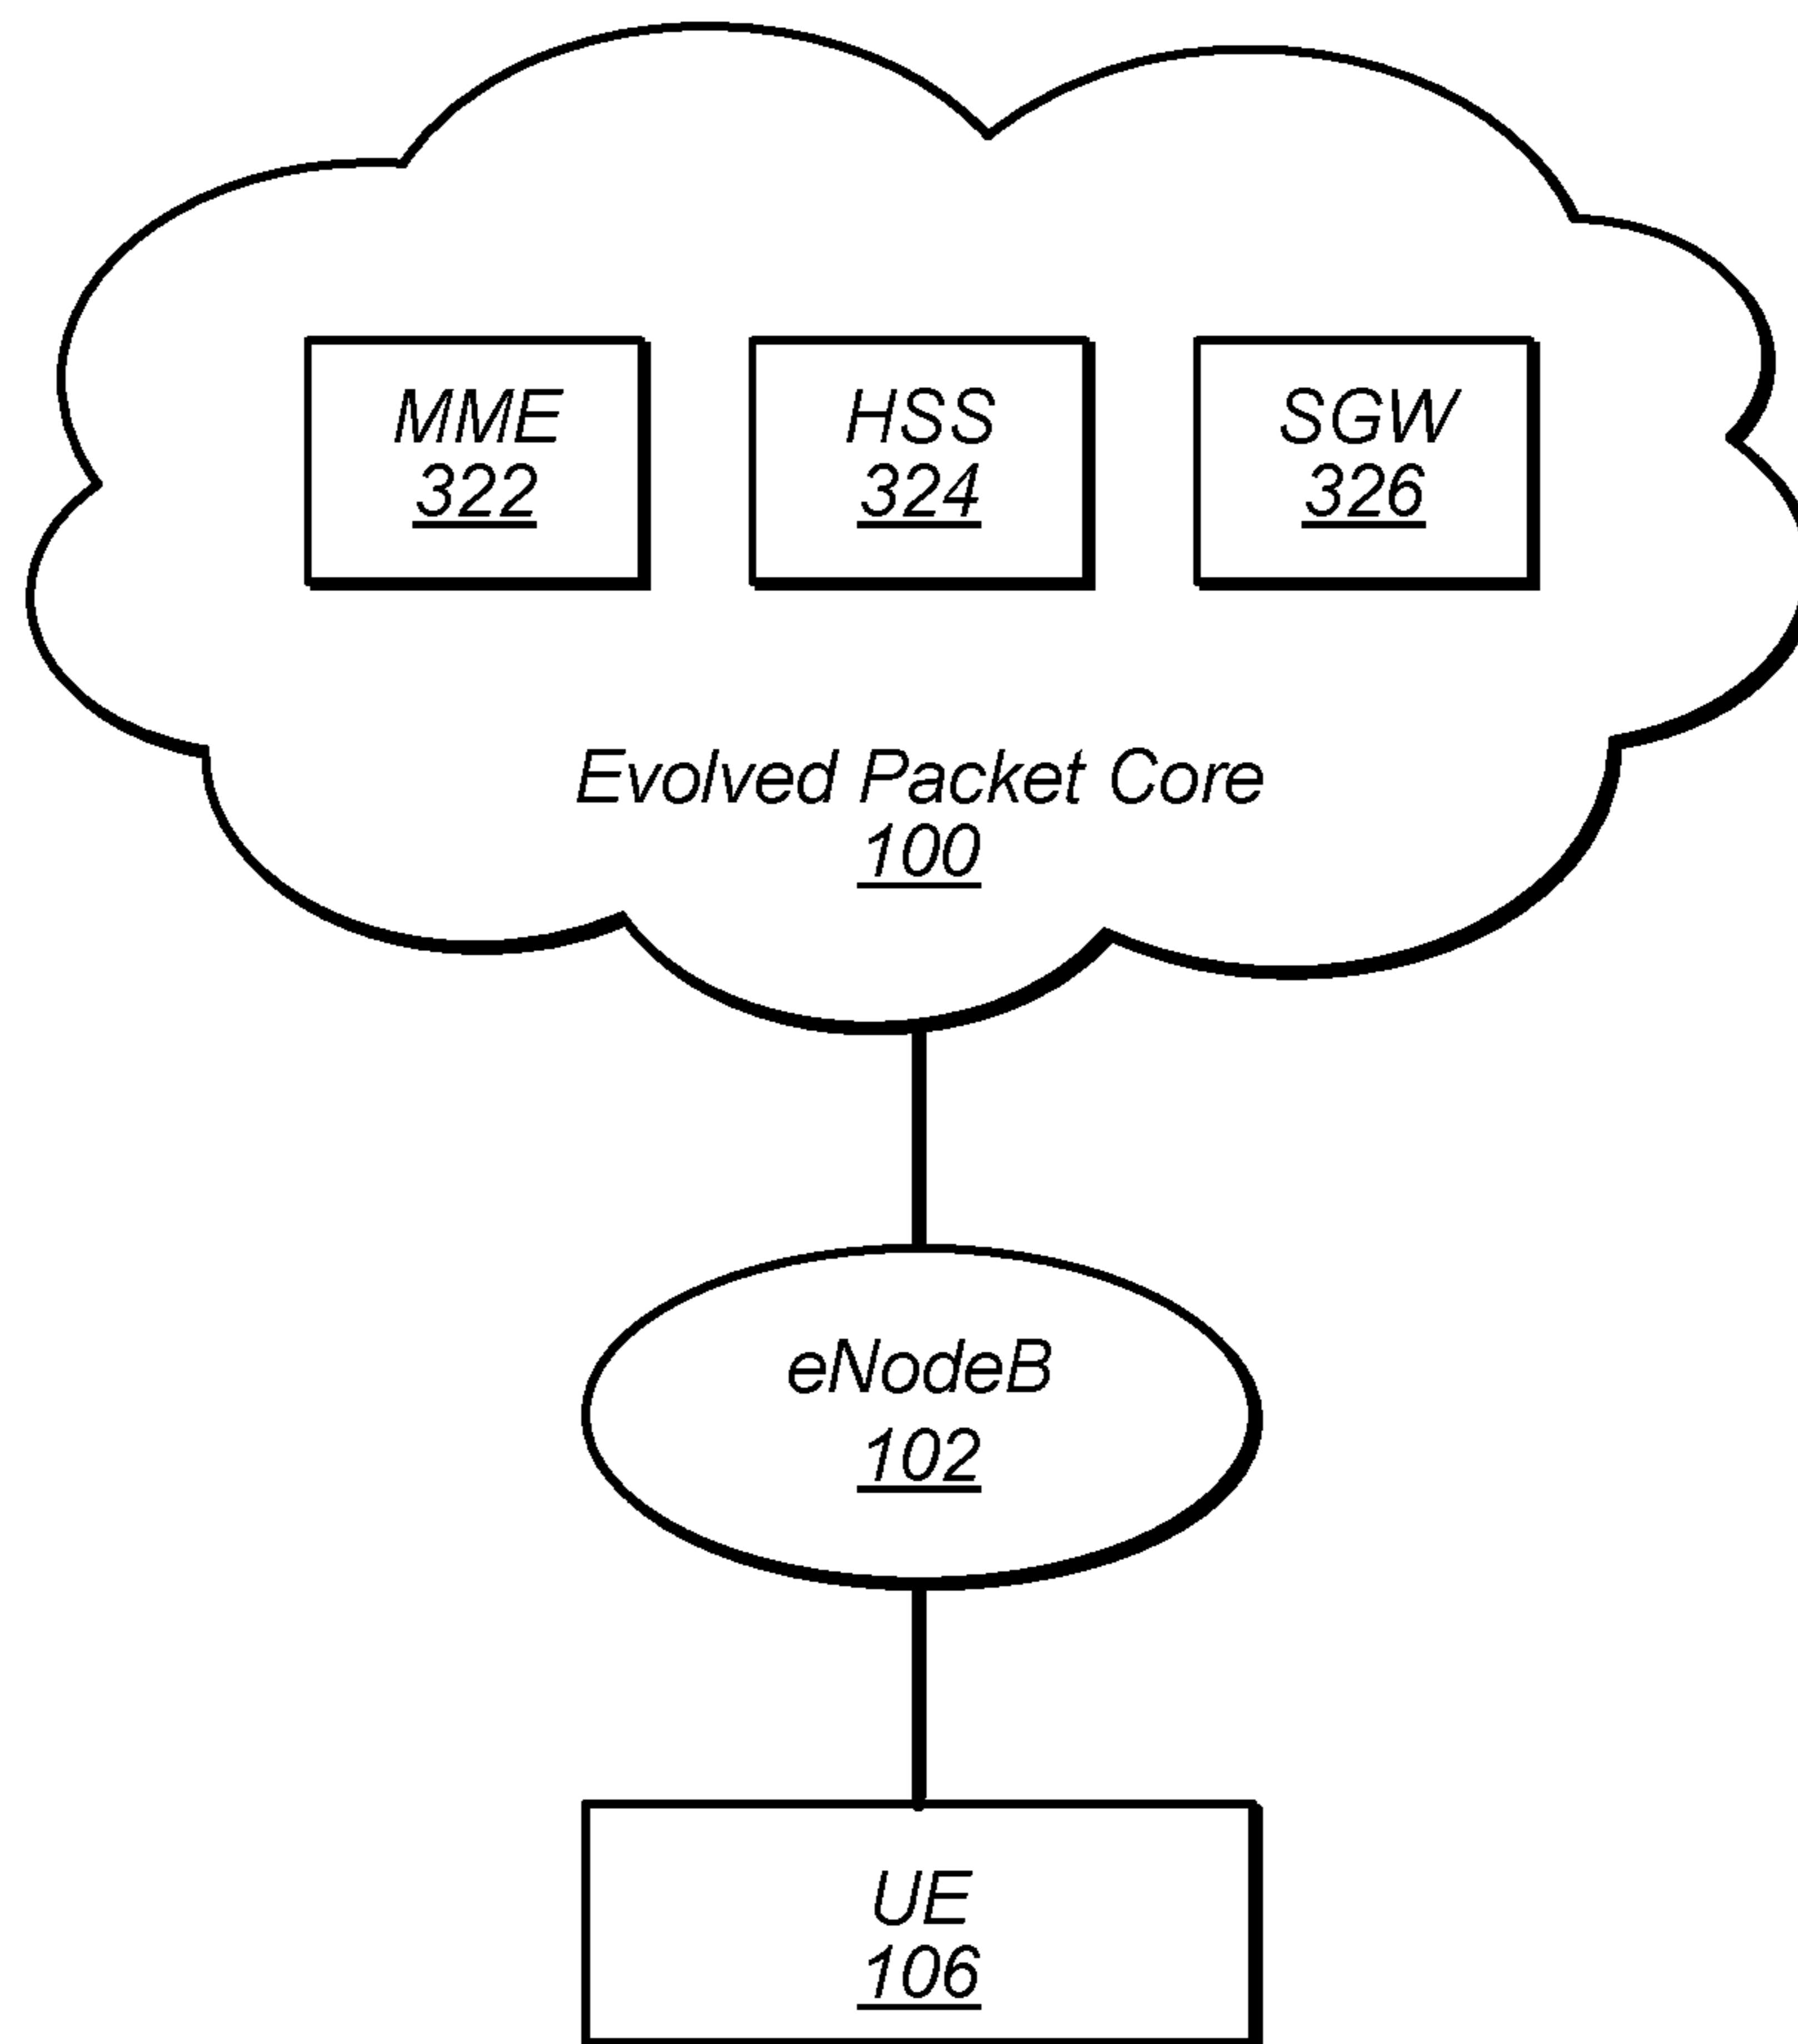 MME
322
HSS
324
SGW
326
Evolved Packet Core
100
eNodeB
102
UE
106